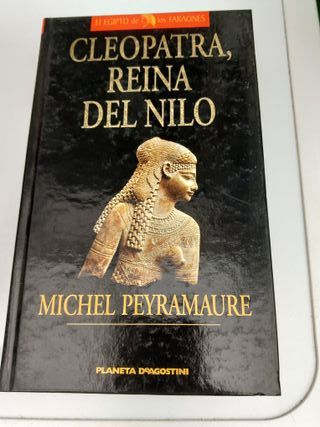 El EGIPTO de los FARAONES
CLEOPATRA,
REINA
DEL NILO
MICHEL PEYRAMAURE
PLANETA DEAGOSTINI